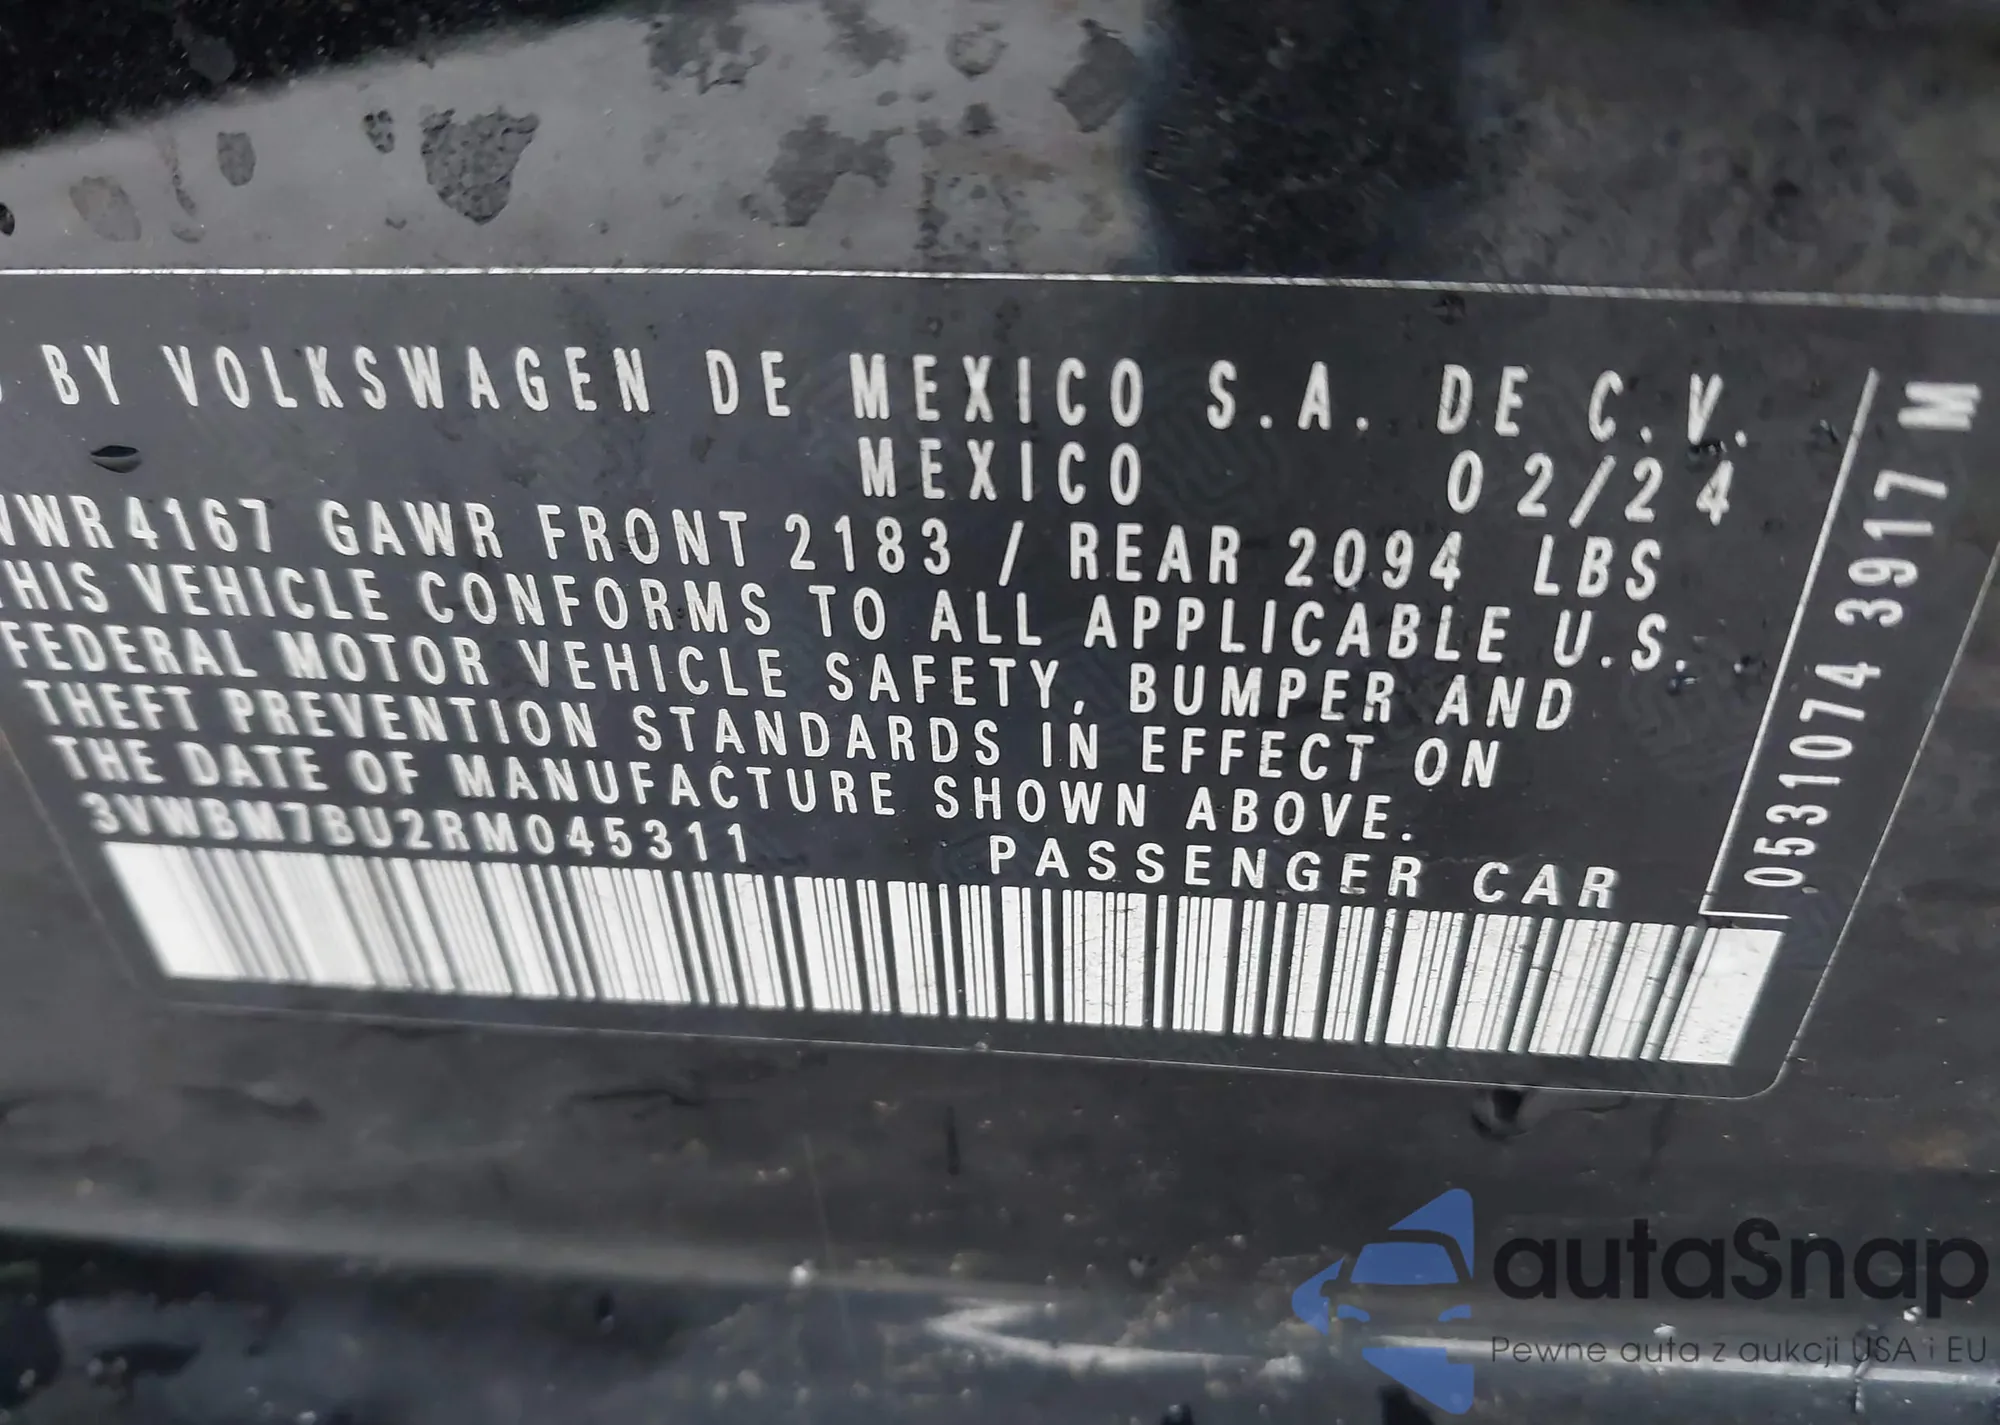 BY VOLKSWAGEN DE MEXICO S.A. DE C.V.
MEXICO 02/24
VWR 4167 GAWR FRONT 2183 / REAR 2094 LBS
HIS VEHICLE CONFORMS TO ALL APPLICABLE U.S.
FEDERAL MOTOR VEHICLE SAFETY, BUMPER AND
THEFT PREVENTION STANDARDS IN EFFECT ON
THE DATE OF MANUFACTURE SHOWN ABOVE.
3VWBM7BU2RM045311 PASSENGER CAR
0531074 3917 M
autaSnap
Pewne auta z aukcji USA i EU